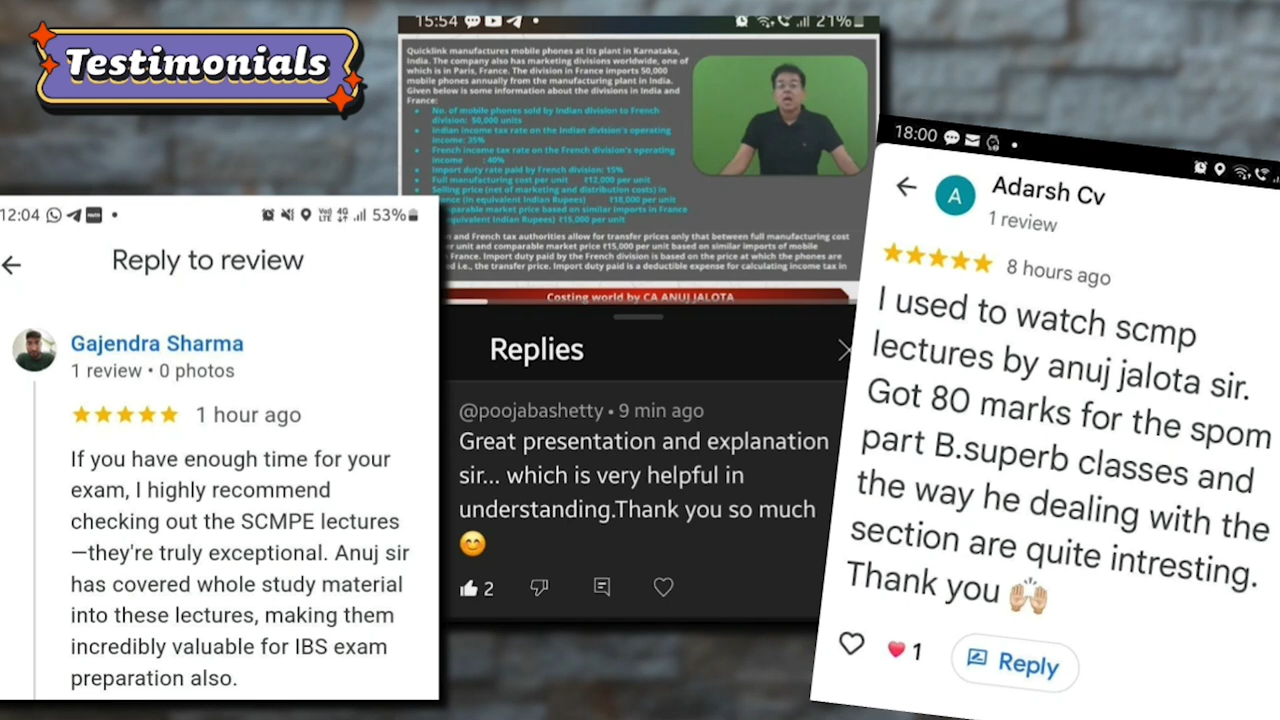 Testimonials
12:04 53%
Reply to review
Gajendra Sharma
1 review • 0 photos
1 hour ago
If you have enough time for your
exam, I highly recommend
checking out the SCMPE lectures
—they're truly exceptional. Anuj sir
has covered whole study material
into these lectures, making them
incredibly valuable for IBS exam
preparation also.
15:54 21%
Quicklink manufactures mobile phones at its plant in Karnataka,
India. The company also has marketing divisions worldwide, one of
which is in Paris, France. The division in France imports 50,000
mobile phones annually from the manufacturing plant in India.
Given below is some information about the divisions in India and
France:
• No. of mobile phones sold by Indian division to French
division: 50,000 units
• Indian income tax rate on the Indian division's operating
income: 35%
• French income tax rate on the French division's operating
income : 40%
• Import duty rate paid by French division: 15%
• Full manufacturing cost per unit ₹12,000 per unit
• Selling price (net of marketing and distribution costs) in
(in equivalent Indian Rupees) ₹18,000 per unit
market price based on similar imports in France
equivalent Indian Rupees) ₹15,000 per unit
and French tax authorities allow for transfer prices only that between full manufacturing cost
unit and comparable market price ₹15,000 per unit based on similar imports of mobile
France. Import duty paid by the French division is based on the price at which the phones are
i.e., the transfer price. Import duty paid is a deductible expense for calculating income tax in
Costing world by CA ANUJ JALOTA
Replies
@poojabashetty • 9 min ago
Great presentation and explanation
sir... which is very helpful in
understanding.Thank you so much
😊
2
18:00
A
Adarsh Cv
1 review
8 hours ago
I used to watch scmp
lectures by anuj jalota sir.
Got 80 marks for the spom
part B.superb classes and
the way he dealing with the
section are quite intresting.
Thank you 🙌🏼
1
Reply